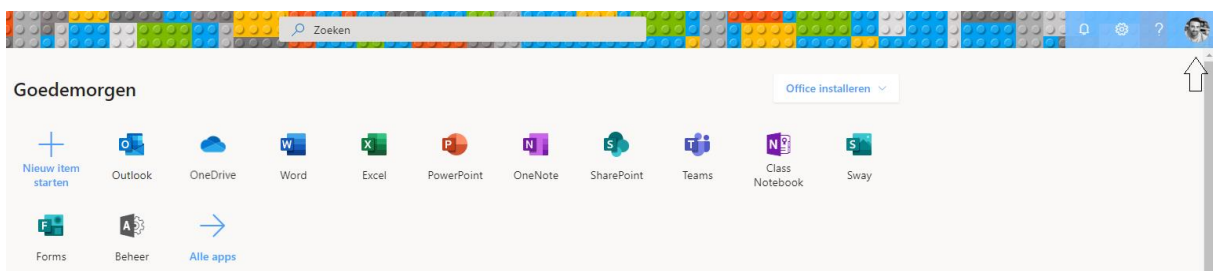 Zoeken
?
Goedemorgen
Office installeren
Nieuw item
starten
Outlook
OneDrive
Word
Excel
PowerPoint
OneNote
SharePoint
Teams
Class
Notebook
Sway
Forms
Beheer
Alle apps